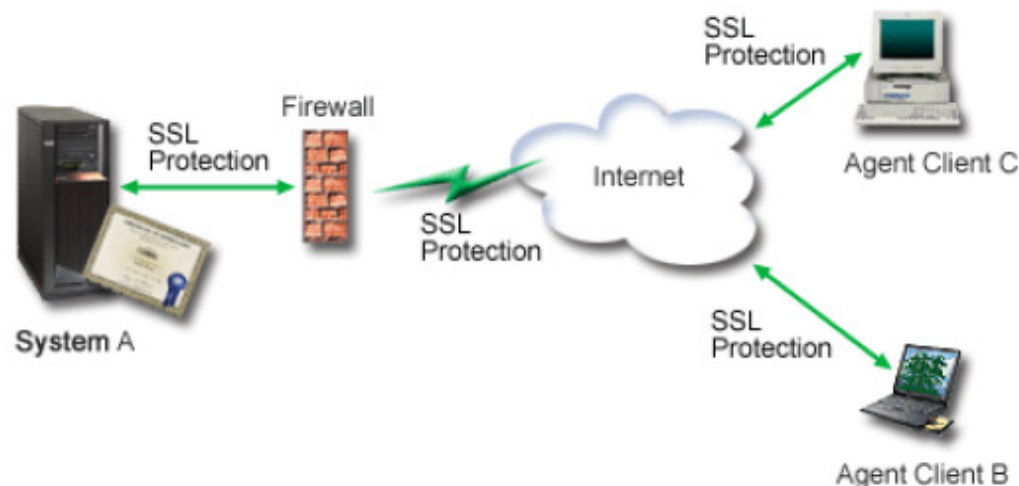 SSL
Protection
Agent Client C
Firewall
SSL
Protection
Internet
SSL
Protection
System A
SSL
Protection
Agent Client B